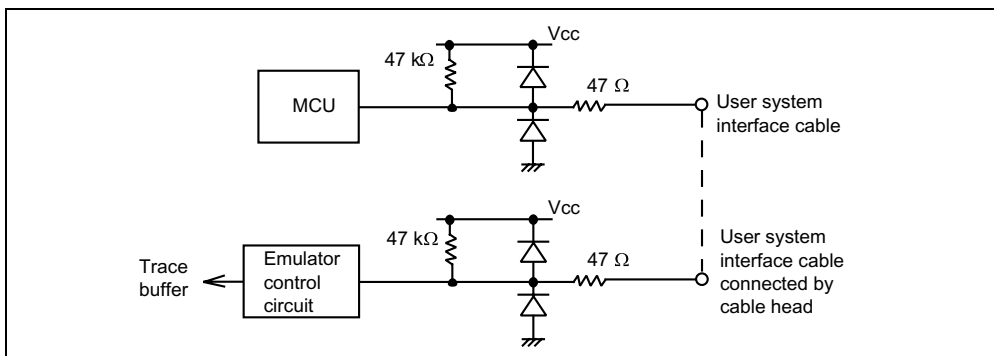 Vcc
47 kΩ
47 Ω
MCU
User system
interface cable
Vcc
47 kΩ
47 Ω
Trace
buffer
Emulator
control
circuit
User system
interface cable
connected by
cable head